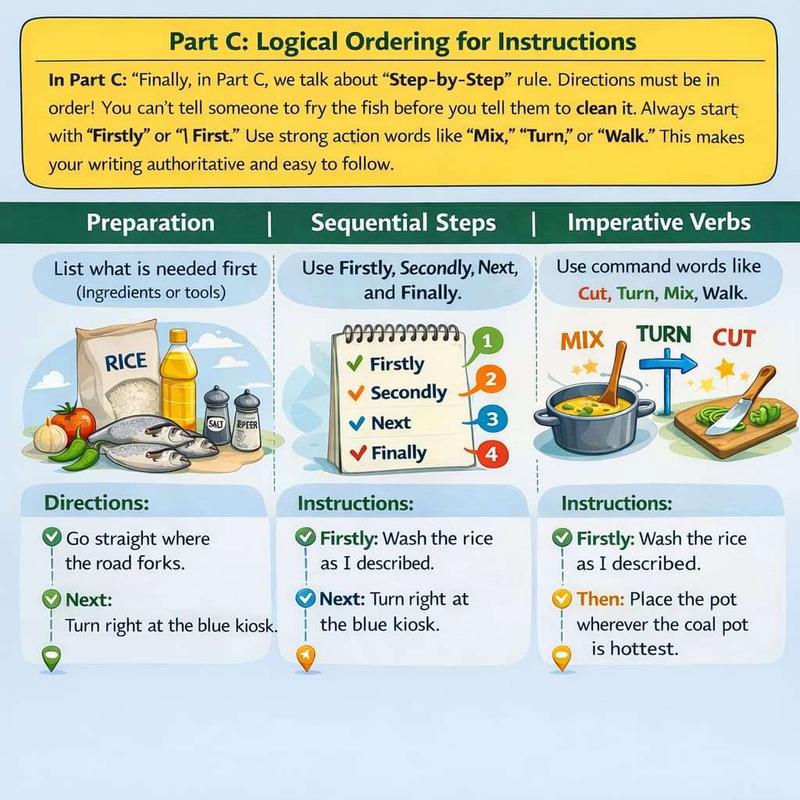 Part C: Logical Ordering for Instructions
In Part C: “Finally, in Part C, we talk about “Step-by-Step” rule. Directions must be in
order! You can’t tell someone to fry the fish before you tell them to clean it. Always start
with “Firstly” or “\ First.” Use strong action words like “Mix,” “Turn,” or “Walk.” This makes
your writing authoritative and easy to follow.
Preparation | Sequential Steps | Imperative Verbs
List what is needed first
(Ingredients or tools)
Use Firstly, Secondly, Next,
and Finally.
Use command words like
Cut, Turn, Mix, Walk.
RICE
SALT
Firstly
Secondly
Next
Finally
1
2
3
4
MIX
TURN
CUT
Directions:
Go straight where
the road forks.
Next:
Turn right at the blue kiosk.
Instructions:
Firstly: Wash the rice
as I described.
Next: Turn right at
the blue kiosk.
Instructions:
Firstly: Wash the rice
as I described.
Then: Place the pot
wherever the coal pot
is hottest.